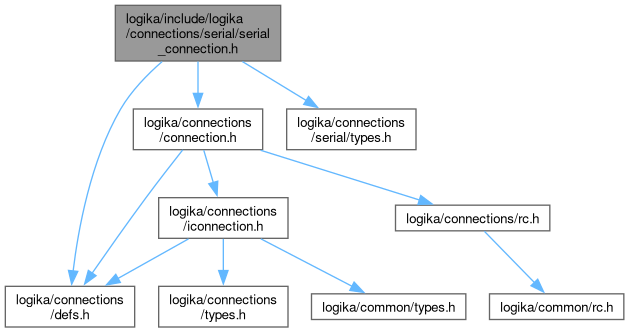 logika/include/logika
/connections/serial/serial
_connection.h
logika/connections
/connection.h
logika/connections
/serial/types.h
logika/connections
/iconnection.h
logika/connections/rc.h
logika/connections
/defs.h
logika/connections
/types.h
logika/common/types.h
logika/common/rc.h